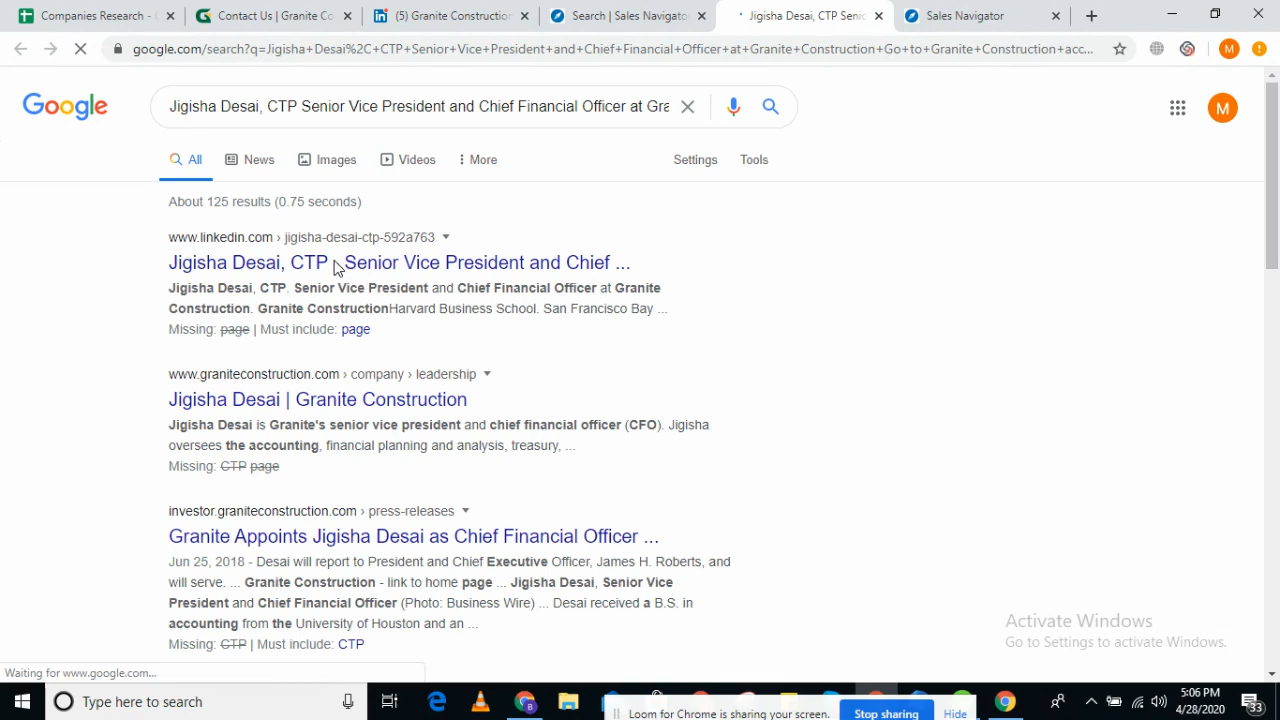 Companies Research -
Contact Us | Granite Co
(5) Granite Construction
Search | Sales Navigator
Jigisha Desai, CTP Senio
Sales Navigator
google.com/search?q=Jigisha+Desai%2C+CTP+Senior+Vice+President+and+Chief+Financial+Officer+at+Granite+Construction+Go+to+Granite+Construction+acc...
M
Google
Jigisha Desai, CTP Senior Vice President and Chief Financial Officer at Gra
M
All
News
Images
Videos
More
Settings
Tools
About 125 results (0.75 seconds)
www.linkedin.com › jigisha-desai-ctp-592a763
Jigisha Desai, CTP - Senior Vice President and Chief ...
Jigisha Desai, CTP. Senior Vice President and Chief Financial Officer at Granite
Construction. Granite ConstructionHarvard Business School. San Francisco Bay ...
Missing: page | Must include: page
www.graniteconstruction.com › company › leadership
Jigisha Desai | Granite Construction
Jigisha Desai is Granite's senior vice president and chief financial officer (CFO). Jigisha
oversees the accounting, financial planning and analysis, treasury, ...
Missing: CTP page
investor.graniteconstruction.com › press-releases
Granite Appoints Jigisha Desai as Chief Financial Officer ...
Jun 25, 2018 - Desai will report to President and Chief Executive Officer, James H. Roberts, and
will serve. ... Granite Construction - link to home page ... Jigisha Desai, Senior Vice
President and Chief Financial Officer (Photo: Business Wire) ... Desai received a B.S. in
accounting from the University of Houston and an ...
Missing: CTP | Must include: CTP
Activate Windows
Go to Settings to activate Windows.
Waiting for www.google.com...
Type here to search
Loom for Chrome is sharing your screen.
Stop sharing
Hide
5:06 PM
4/28/2020
33